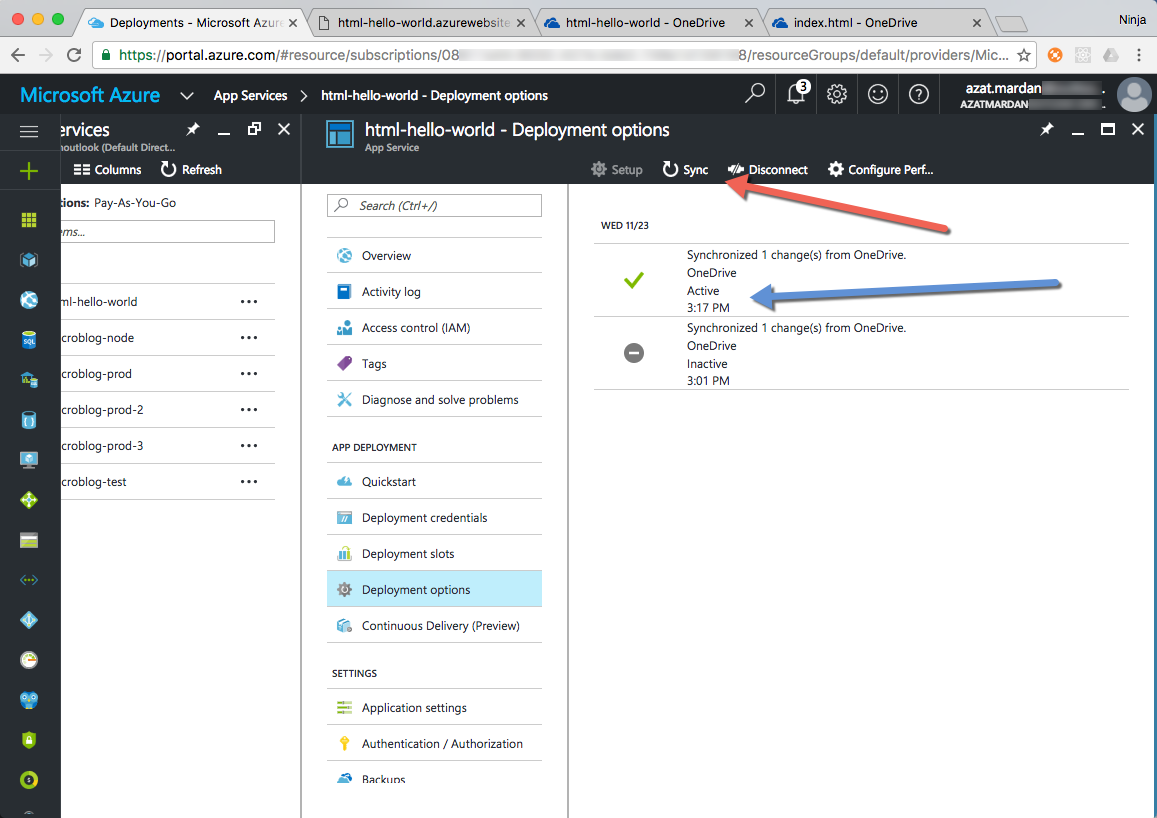 Deployments - Microsoft Azure
html-hello-world.azurewebsite
html-hello-world - OneDrive
index.html - OneDrive
Ninja
https://portal.azure.com/#resource/subscriptions/08
8/resourceGroups/default/providers/Mic...
Microsoft Azure
App Services
html-hello-world - Deployment options
3
azat.mardan
AZATMARDAN
ervices
outlook (Default Direct...
Columns
Refresh
tions: Pay-As-You-Go
ems...
ml-hello-world
croblog-node
croblog-prod
croblog-prod-2
croblog-prod-3
croblog-test
html-hello-world - Deployment options
App Service
Setup
Sync
Disconnect
Configure Perf...
Search (Ctrl+/)
Overview
Activity log
Access control (IAM)
Tags
Diagnose and solve problems
APP DEPLOYMENT
Quickstart
Deployment credentials
Deployment slots
Deployment options
Continuous Delivery (Preview)
SETTINGS
Application settings
Authentication / Authorization
Backups
WED 11/23
Synchronized 1 change(s) from OneDrive.
OneDrive
Active
3:17 PM
Synchronized 1 change(s) from OneDrive.
OneDrive
Inactive
3:01 PM